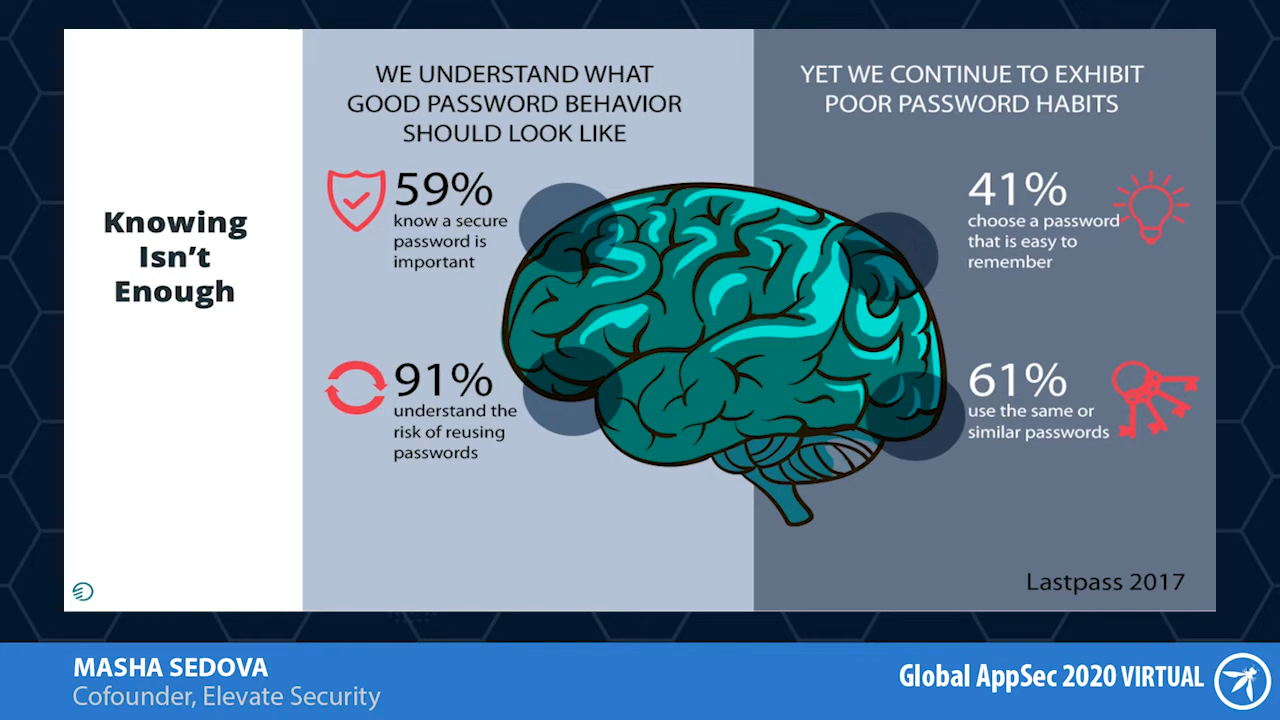 Knowing
Isn’t
Enough
WE UNDERSTAND WHAT
GOOD PASSWORD BEHAVIOR
SHOULD LOOK LIKE
59%
know a secure
password is
important
91%
understand the
risk of reusing
passwords
YET WE CONTINUE TO EXHIBIT
POOR PASSWORD HABITS
41%
choose a password
that is easy to
remember
61%
use the same or
similar passwords
Lastpass 2017
MASHA SEDOVA
Cofounder, Elevate Security
Global AppSec 2020 VIRTUAL